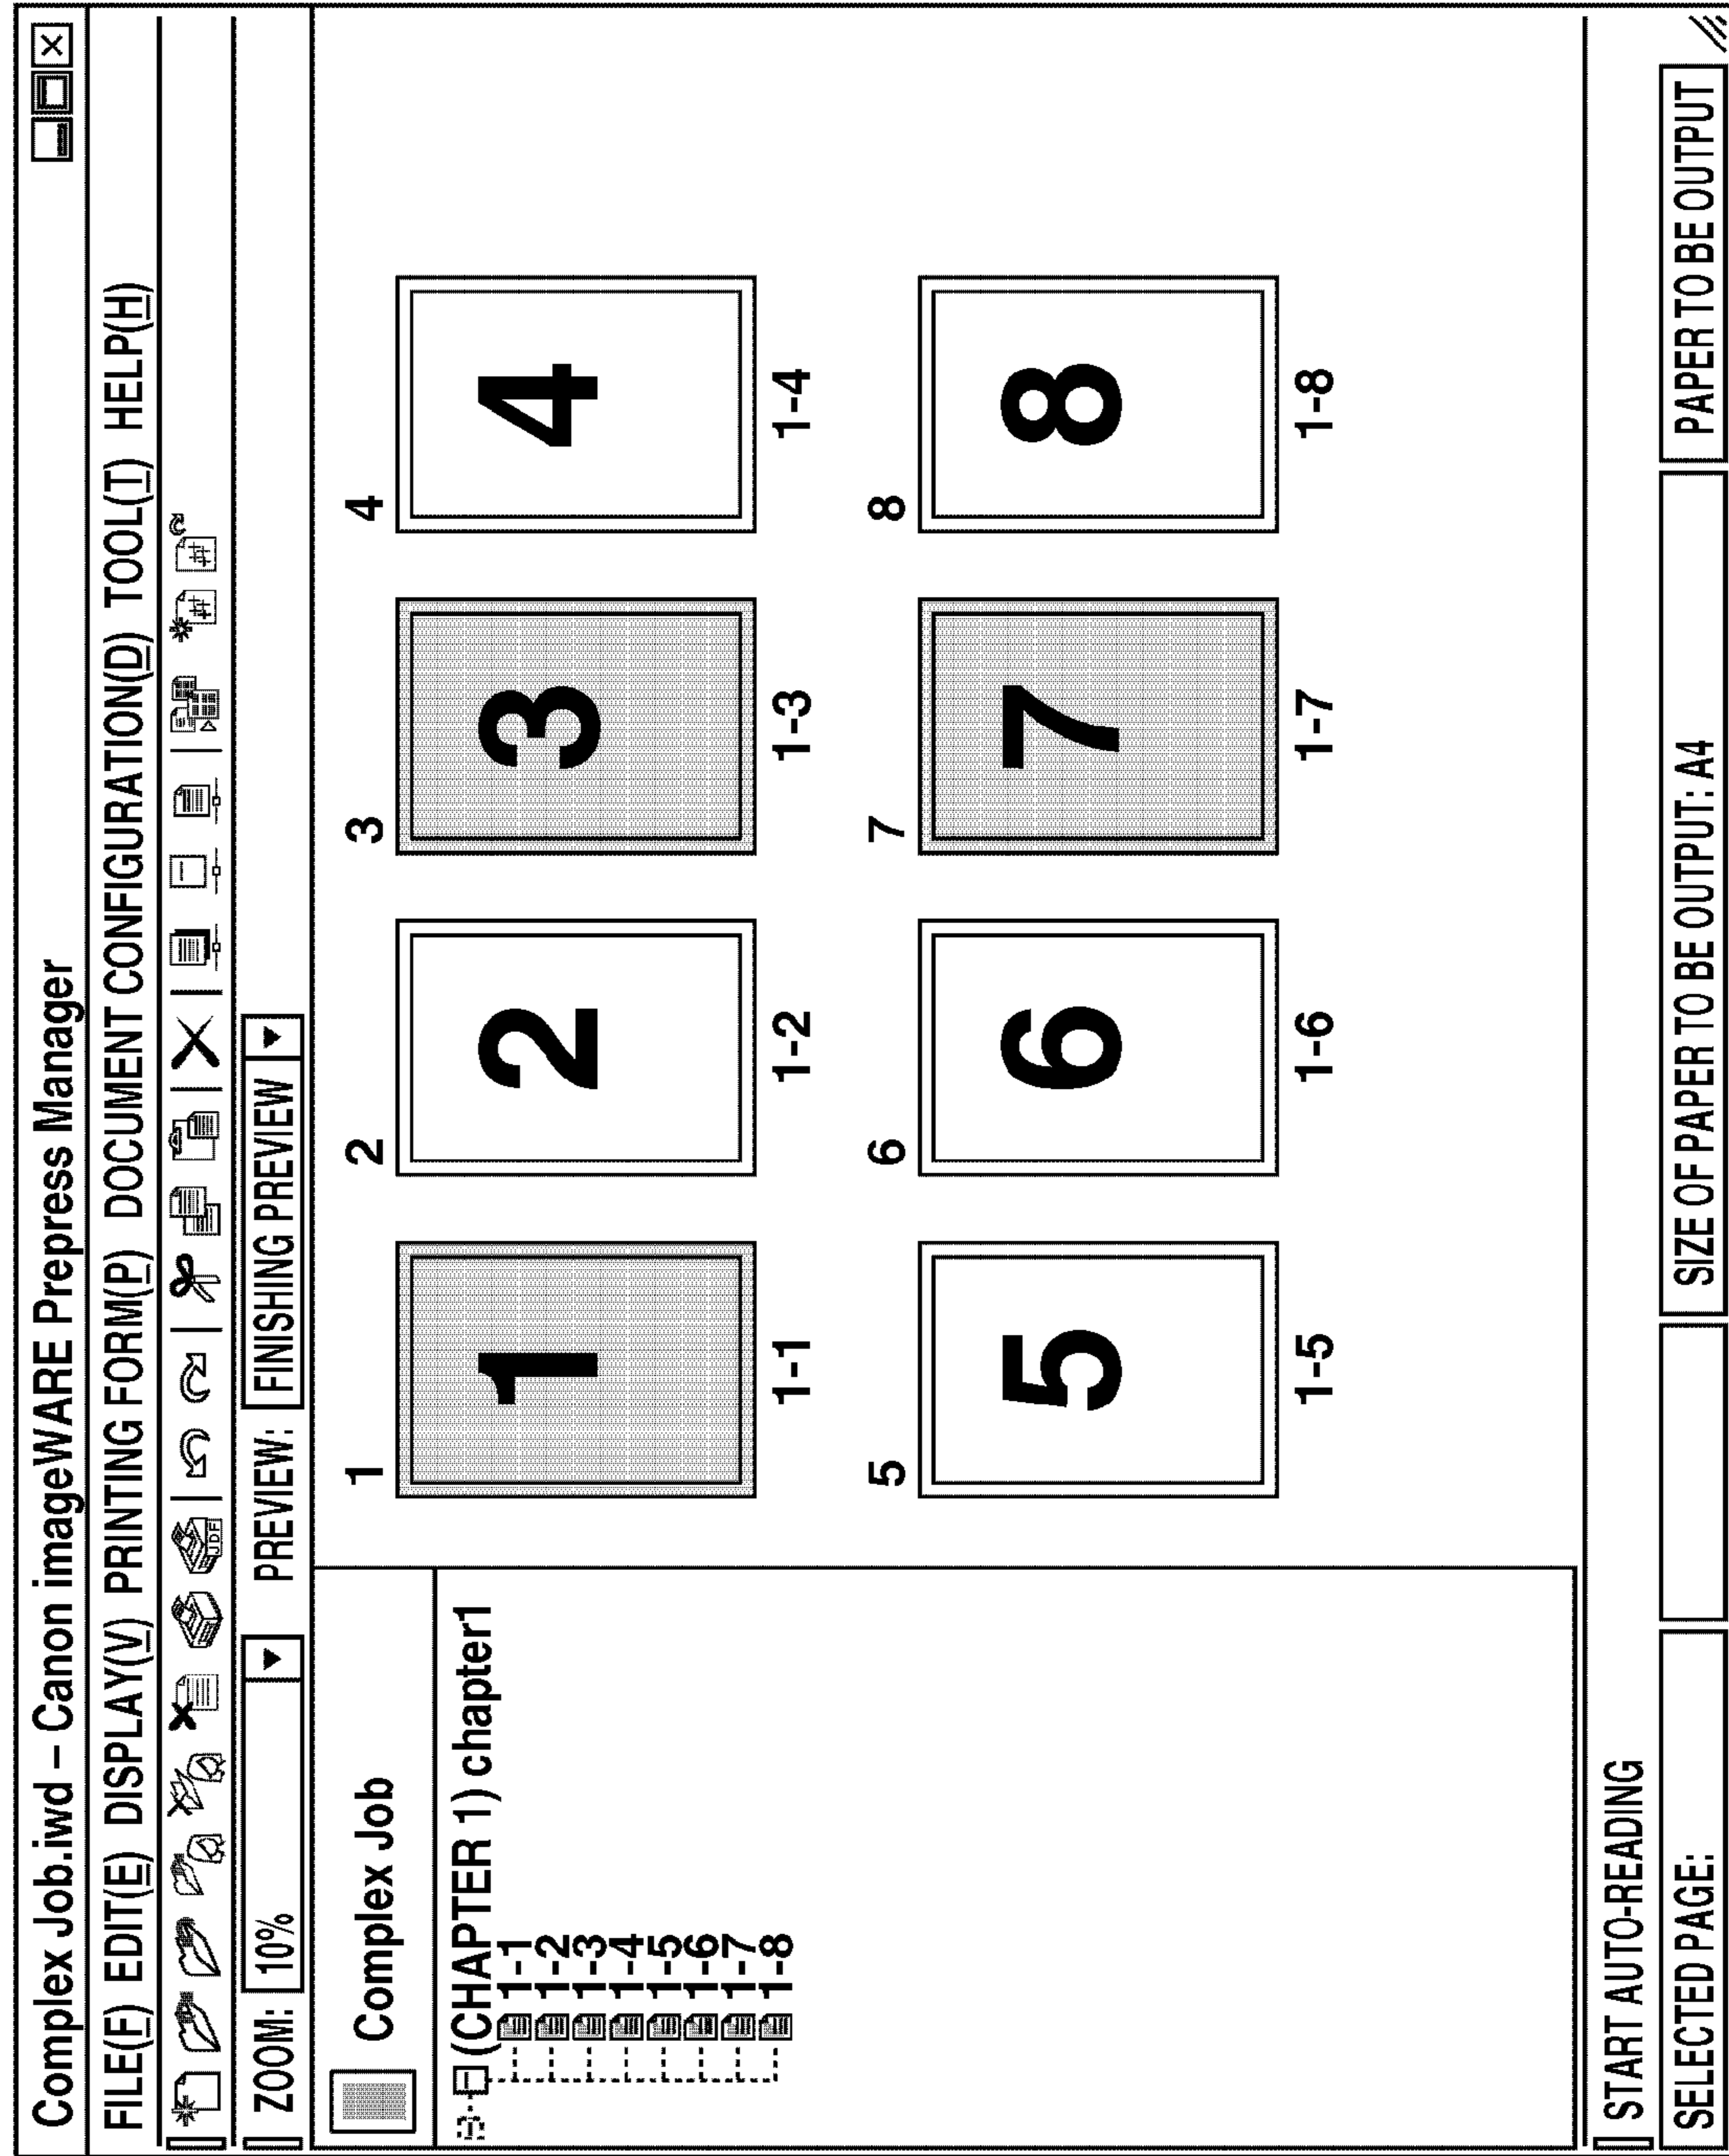 Complex Job.iwd – Canon imageWARE Prepress Manager
FILE(F) EDIT(E) DISPLAY(V) PRINTING FORM(P) DOCUMENT CONFIGURATION(D) TOOL(T) HELP(H)
JDF
ZOOM: 10% PREVIEW: FINISHING PREVIEW
Complex Job
(CHAPTER 1) chapter1
1-1
1-2
1-3
1-4
1-5
1-6
1-7
1-8
1 2 3 4
1 2 3 4
1-1 1-2 1-3 1-4
5 6 7 8
5 6 7 8
1-5 1-6 1-7 1-8
START AUTO-READING
SELECTED PAGE: SIZE OF PAPER TO BE OUTPUT: A4 PAPER TO BE OUTPUT